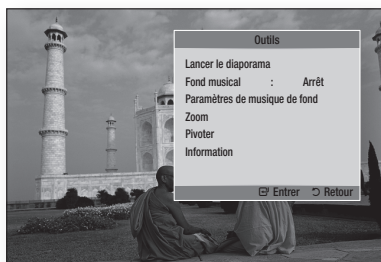 Outils
Lancer le diaporama
Fond musical : Arrêt
Paramètres de musique de fond
Zoom
Pivoter
Information
Entrer Retour